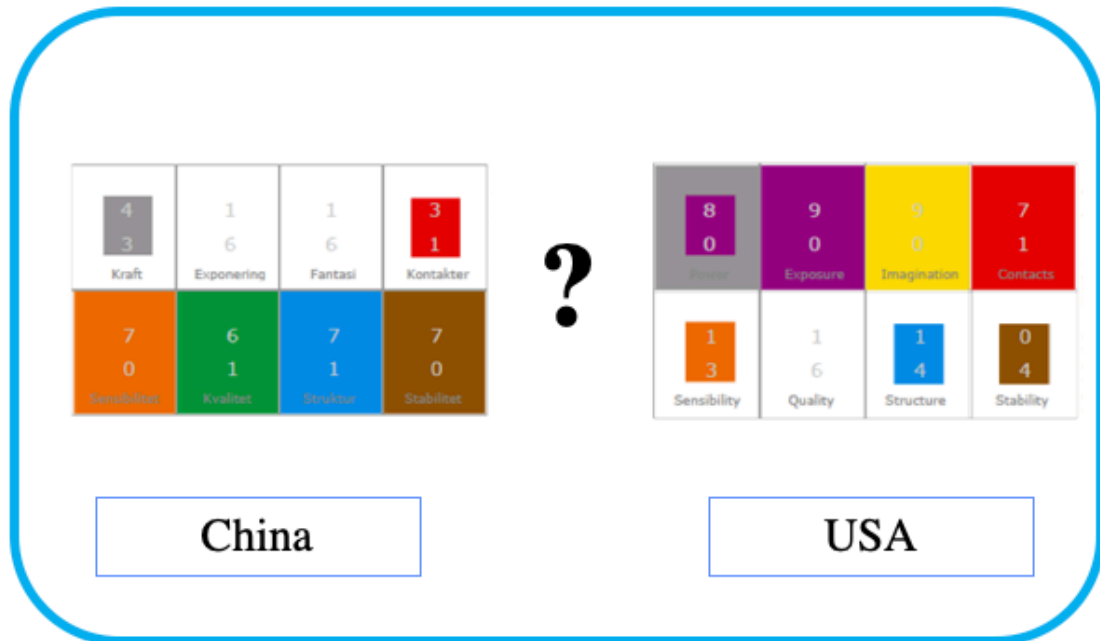 4 1 1 3
3 6 6 1
Kraft Exponering Fantasi Kontakter
7 6 7 7
0 1 1 0
Sensibilitet Kvalitet Struktur Stabilitet
?
8 9 9 7
0 0 0 1
Power Exposure Imagination Contacts
1 1 1 0
3 6 4 4
Sensibility Quality Structure Stability
China
USA